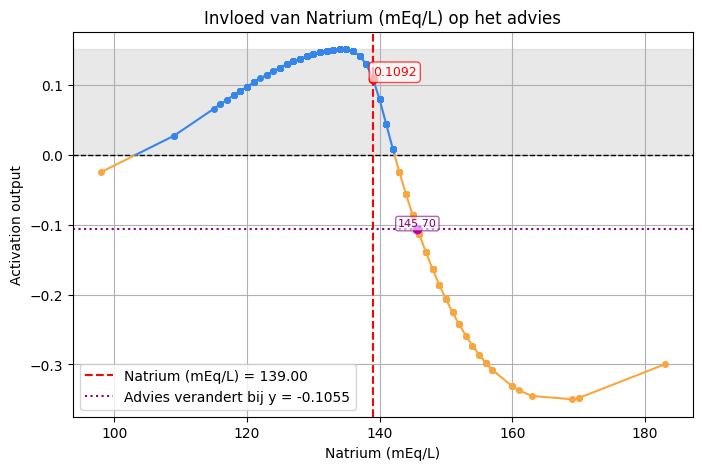 Invloed van Natrium (mEq/L) op het advies
Activation output
0.1
0.0
−0.1
−0.2
−0.3
0.1092
145.70
Natrium (mEq/L) = 139.00
Advies verandert bij y = -0.1055
100
120
140
160
180
Natrium (mEq/L)